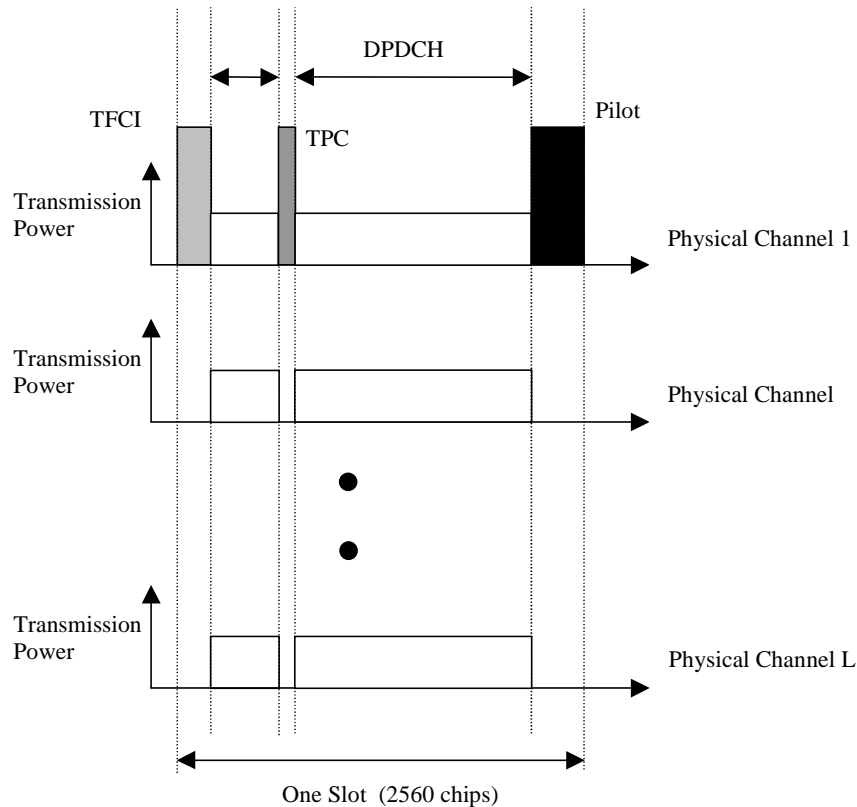 DPDCH
TFCI
Pilot
TPC
Transmission
Power
Physical Channel 1
Transmission
Power
Physical Channel
Transmission
Power
Physical Channel L
One Slot (2560 chips)